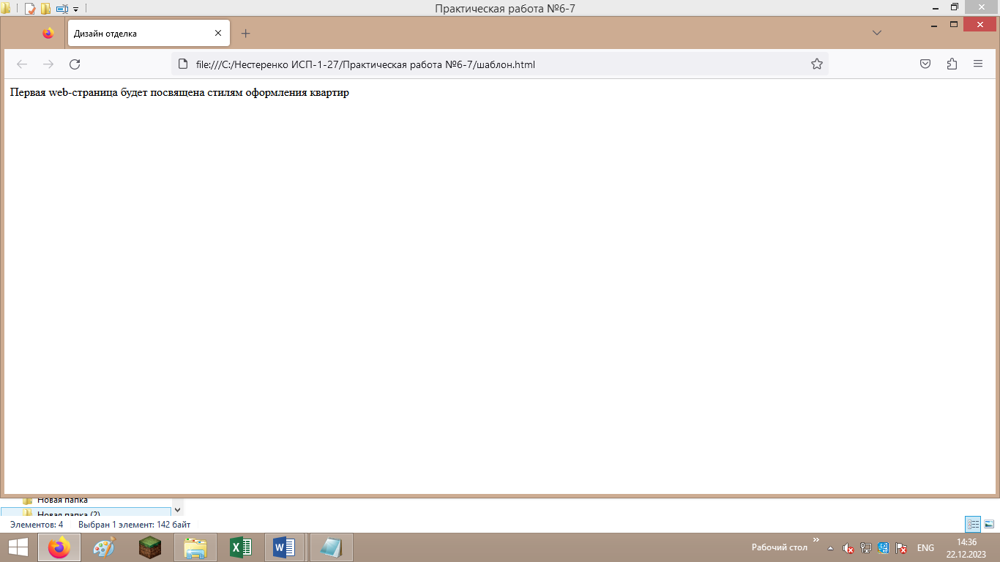 Практическая работа №6-7
Дизайн отделка
file:///C:/Нестеренко ИСП-1-27/Практическая работа №6-7/шаблон.html
Первая web-страница будет посвящена стилям оформления квартир
Новая папка
Новая папка (2)
Элементов: 4 Выбран 1 элемент: 142 байт
Рабочий стол
ENG
14:36
22.12.2023